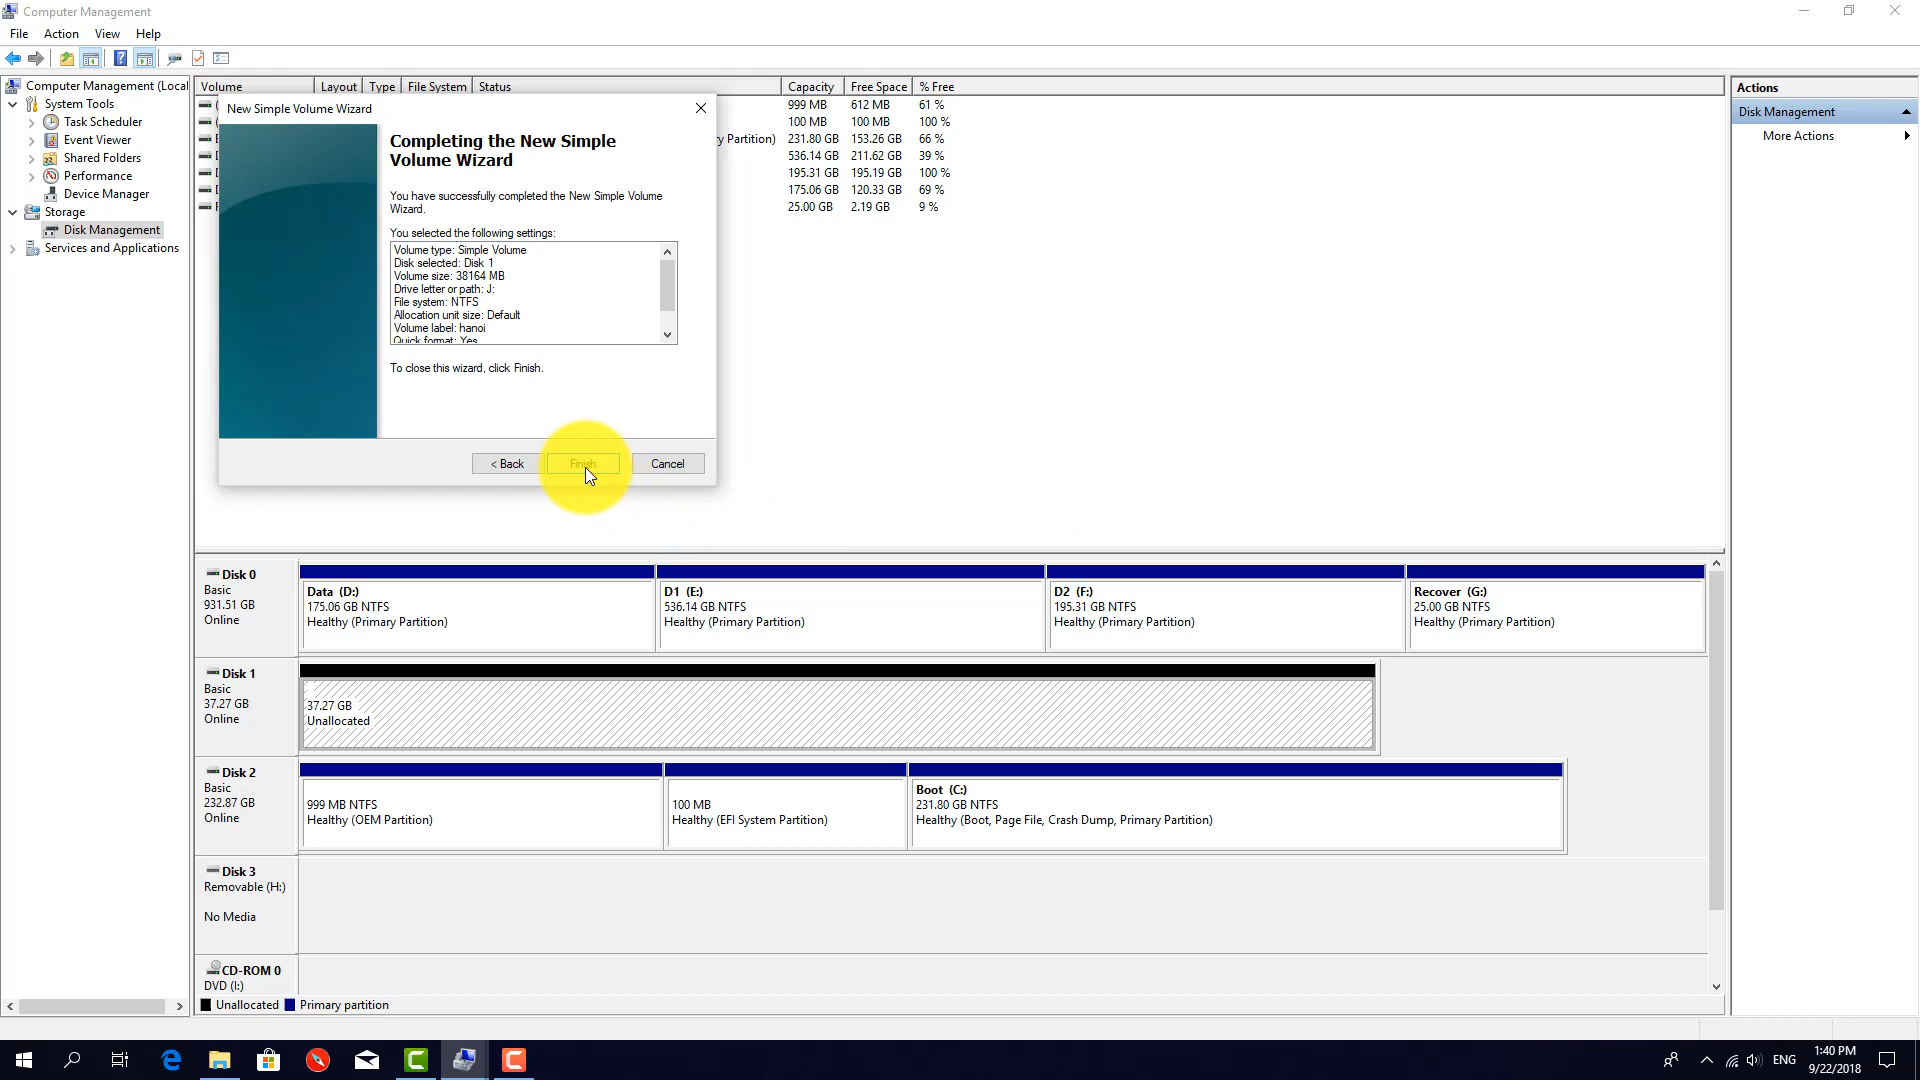 Computer Management
File Action View Help
Computer Management (Local
System Tools
Task Scheduler
Event Viewer
Shared Folders
Performance
Device Manager
Storage
Disk Management
Services and Applications
Volume Layout Type File System Status Capacity Free Space % Free
999 MB 612 MB 61 %
100 MB 100 MB 100 %
y Partition) 231.80 GB 153.26 GB 66 %
536.14 GB 211.62 GB 39 %
195.31 GB 195.19 GB 100 %
175.06 GB 120.33 GB 69 %
25.00 GB 2.19 GB 9 %
New Simple Volume Wizard
Completing the New Simple
Volume Wizard
You have successfully completed the New Simple Volume
Wizard.
You selected the following settings:
Volume type: Simple Volume
Disk selected: Disk 1
Volume size: 38164 MB
Drive letter or path: J:
File system: NTFS
Allocation unit size: Default
Volume label: hanoi
Quick format: Yes
To close this wizard, click Finish.
< Back Finish Cancel
Actions
Disk Management
More Actions
Disk 0
Basic
931.51 GB
Online
Data (D:)
175.06 GB NTFS
Healthy (Primary Partition)
D1 (E:)
536.14 GB NTFS
Healthy (Primary Partition)
D2 (F:)
195.31 GB NTFS
Healthy (Primary Partition)
Recover (G:)
25.00 GB NTFS
Healthy (Primary Partition)
Disk 1
Basic
37.27 GB
Online
37.27 GB
Unallocated
Disk 2
Basic
232.87 GB
Online
999 MB NTFS
Healthy (OEM Partition)
100 MB
Healthy (EFI System Partition)
Boot (C:)
231.80 GB NTFS
Healthy (Boot, Page File, Crash Dump, Primary Partition)
Disk 3
Removable (H:)
No Media
CD-ROM 0
DVD (I:)
Unallocated Primary partition
ENG
1:40 PM
9/22/2018